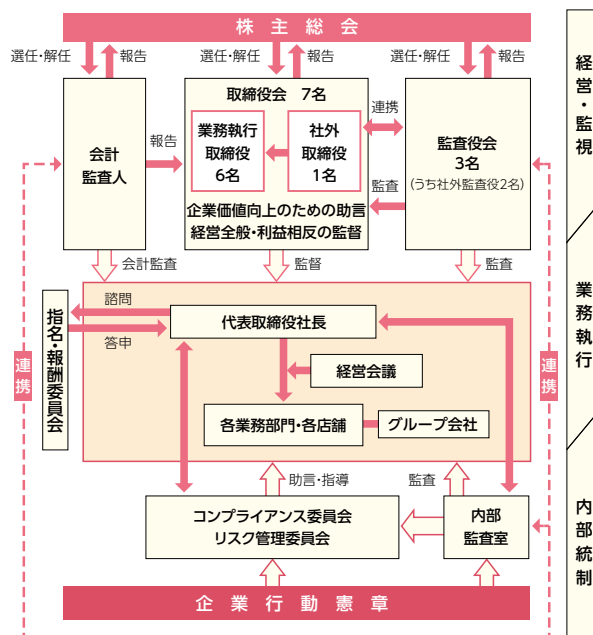 株主総会
選任・解任
報告
選任・解任
報告
選任・解任
報告
会計
監査人
報告
取締役会　7名
業務執行
取締役
6名
社外
取締役
1名
企業価値向上のための助言
経営全般・利益相反の監督
連携
監査
監査役会
3名
(うち社外監査役2名)
会計監査
監督
監査
指名・報酬委員会
諮問
答申
代表取締役社長
経営会議
各業務部門・各店舗
グループ会社
連携
連携
助言・指導
監査
コンプライアンス委員会
リスク管理委員会
内部
監査室
企業行動憲章
経営・監視
業務執行
内部統制